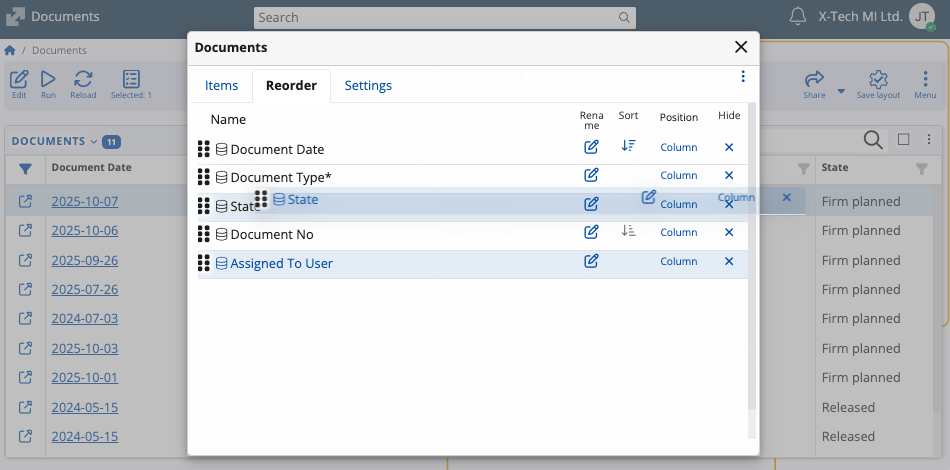 Documents
Search
X-Tech MI Ltd.
JT
/ Documents
Edit
Run
Reload
Selected: 1
Share
Save layout
Menu
Documents
Items
Reorder
Settings
Name
Rena
me
Sort
Position
Hide
Document Date
Column
Document Type*
Column
State
Column
State
Column
Document No
Column
Assigned To User
Column
DOCUMENTS
11
Document Date
State
2025-10-07
Firm planned
2025-10-06
Firm planned
2025-09-26
Firm planned
2025-07-26
Firm planned
2024-07-03
Firm planned
2025-10-03
Firm planned
2025-10-01
Firm planned
2024-05-15
Released
2024-05-15
Released